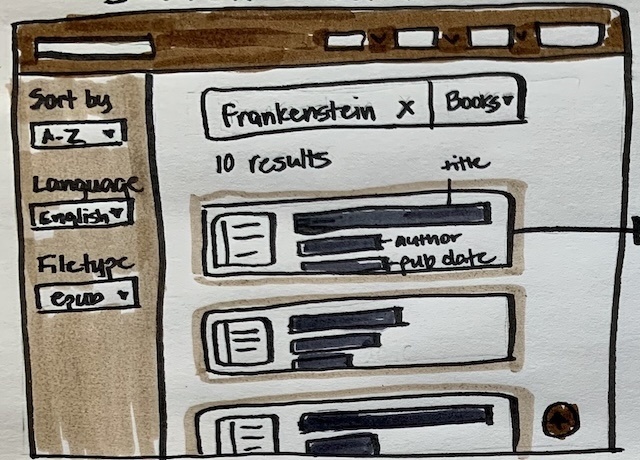 Sort by
A-Z
Language
English
Filetype
epub
Frankenstein X Books
10 results
title
author
pub date